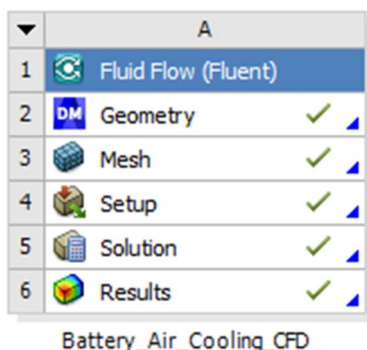 A
1 Fluid Flow (Fluent)
2 DM Geometry
3 Mesh
4 Setup
5 Solution
6 Results
Battery_Air_Cooling_CFD